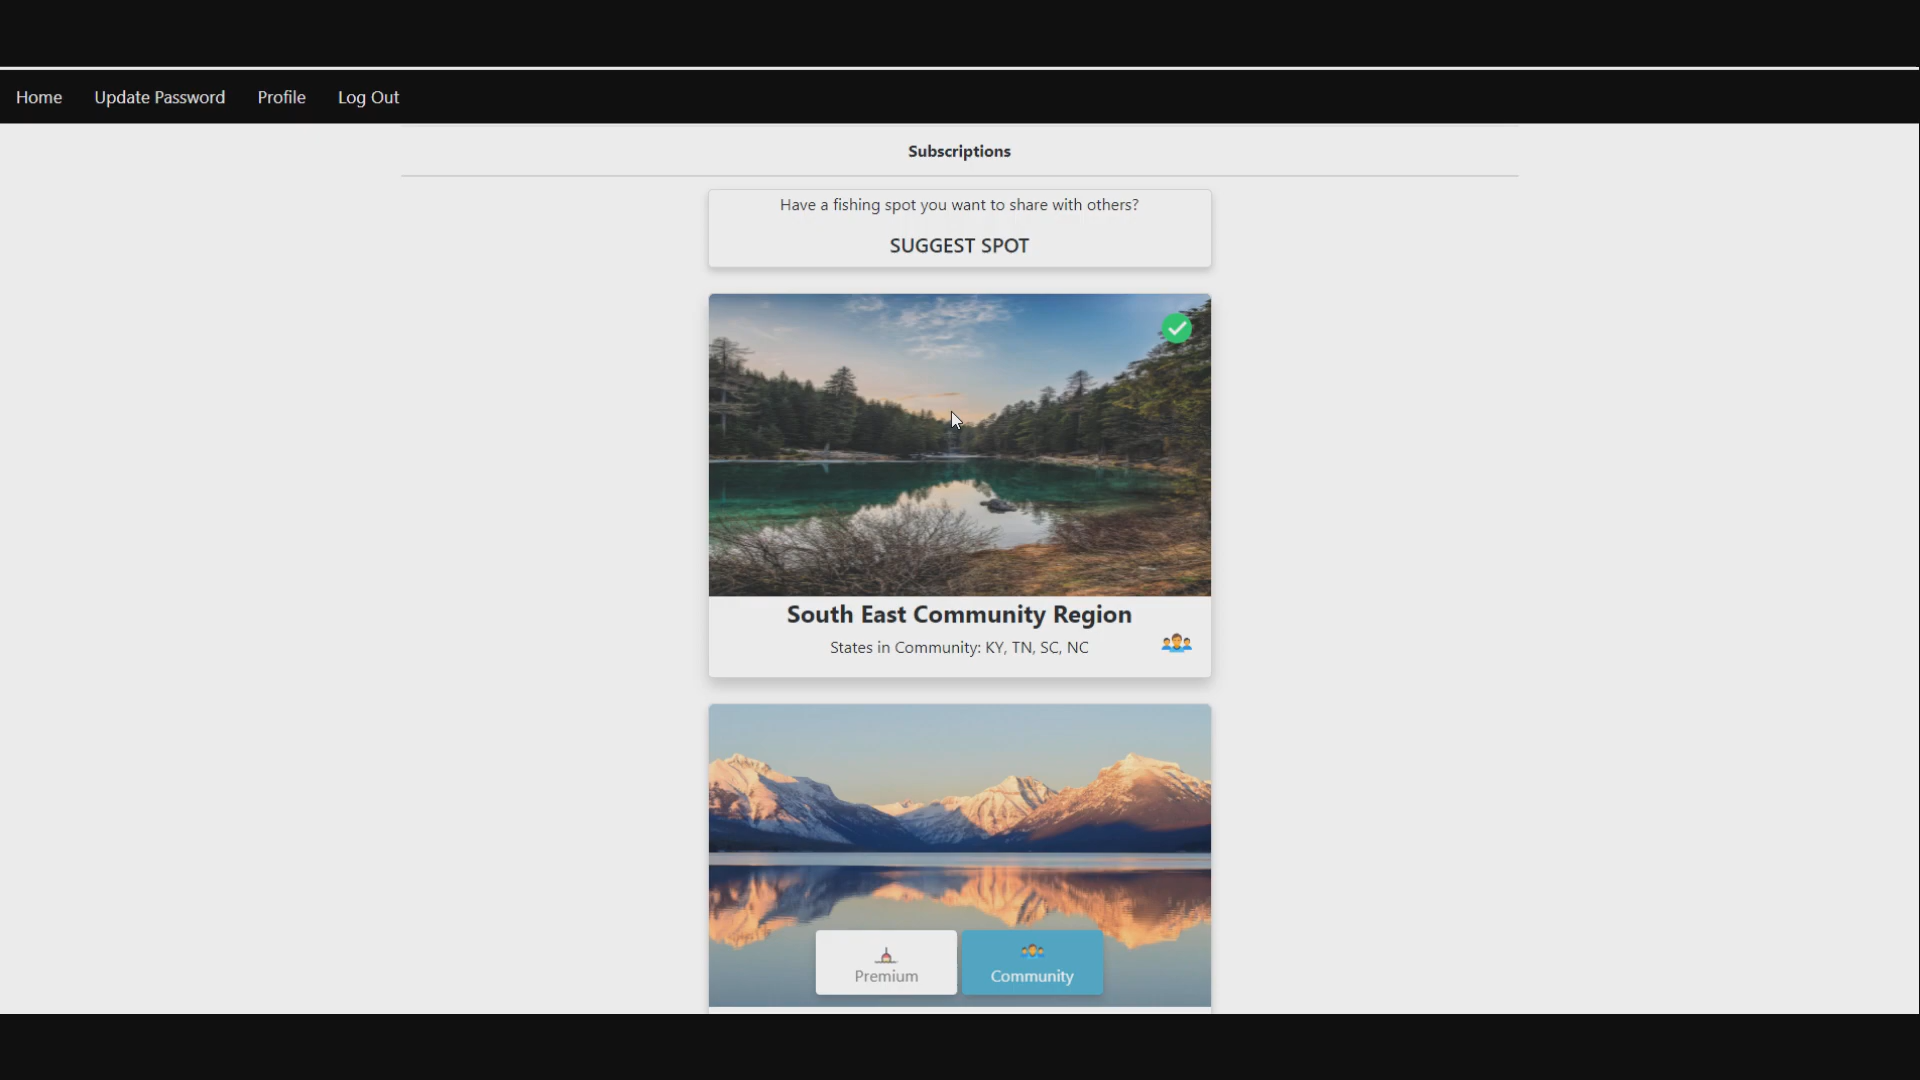 Home Update Password Profile Log Out
Subscriptions
Have a fishing spot you want to share with others?
SUGGEST SPOT
South East Community Region
States in Community: KY, TN, SC, NC
Premium Community